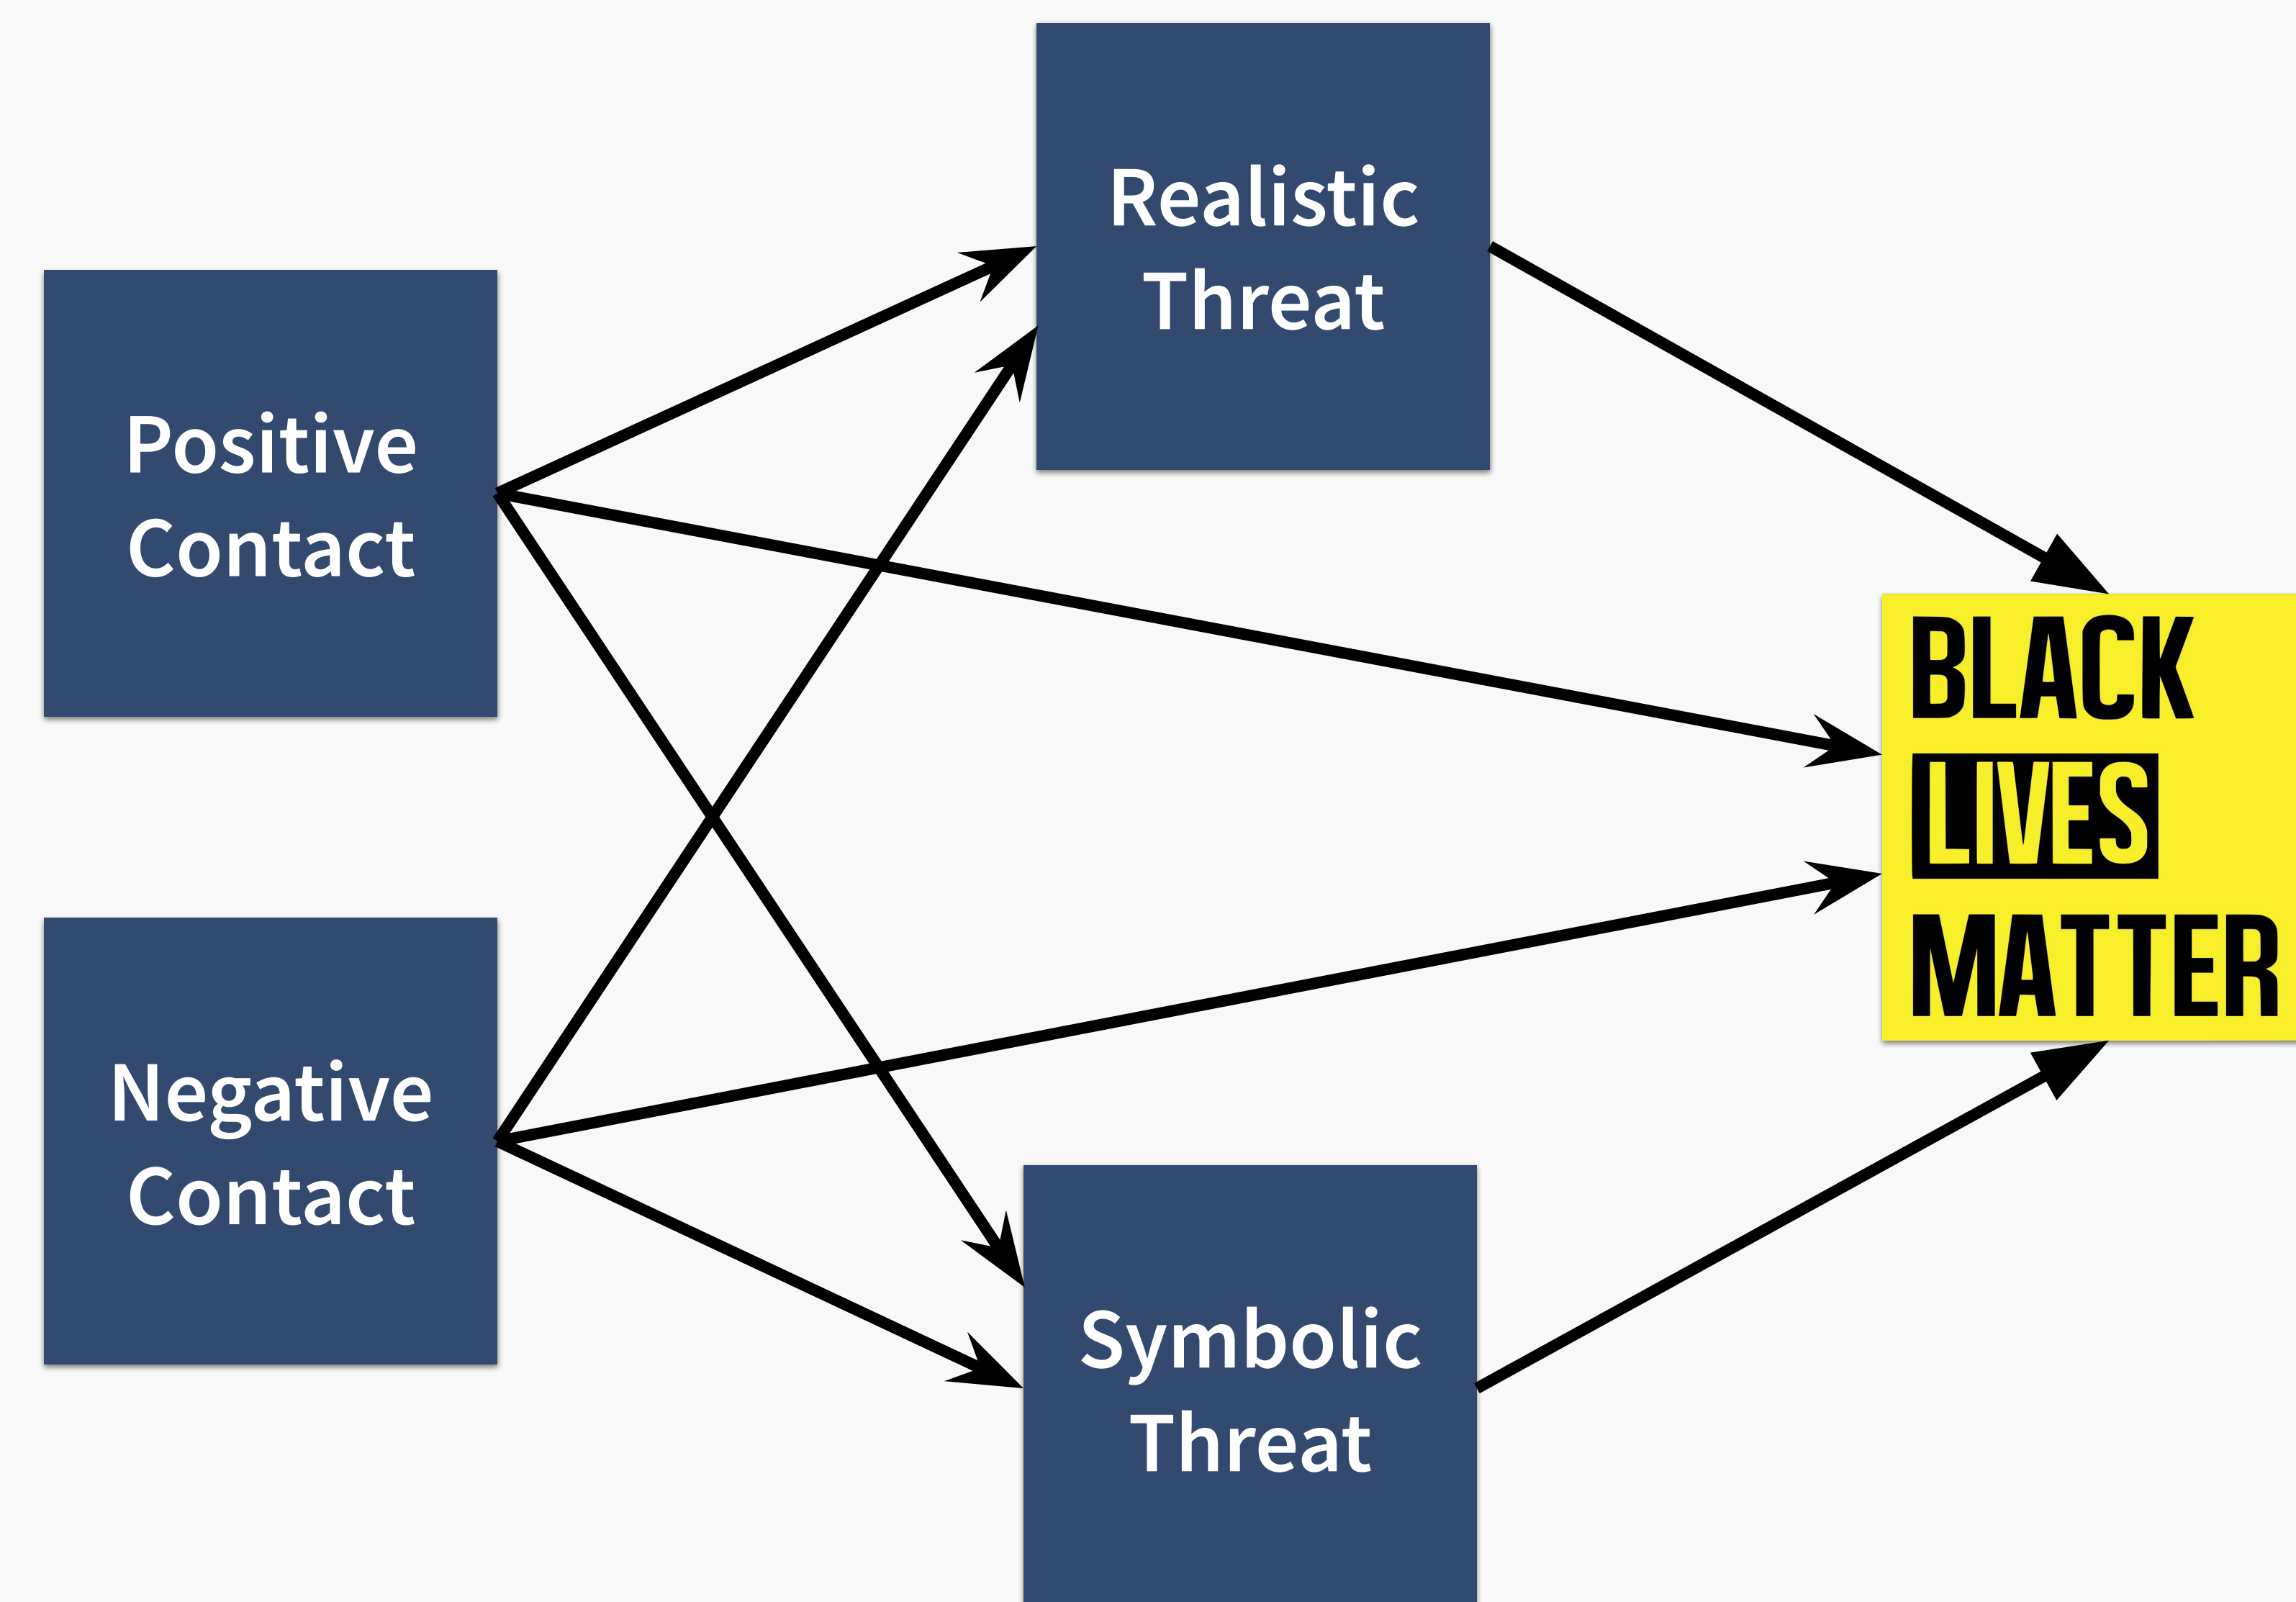 Realistic
Threat
Positive
Contact
BLACK
LIVES
MATTER
Negative
Contact
Symbolic
Threat